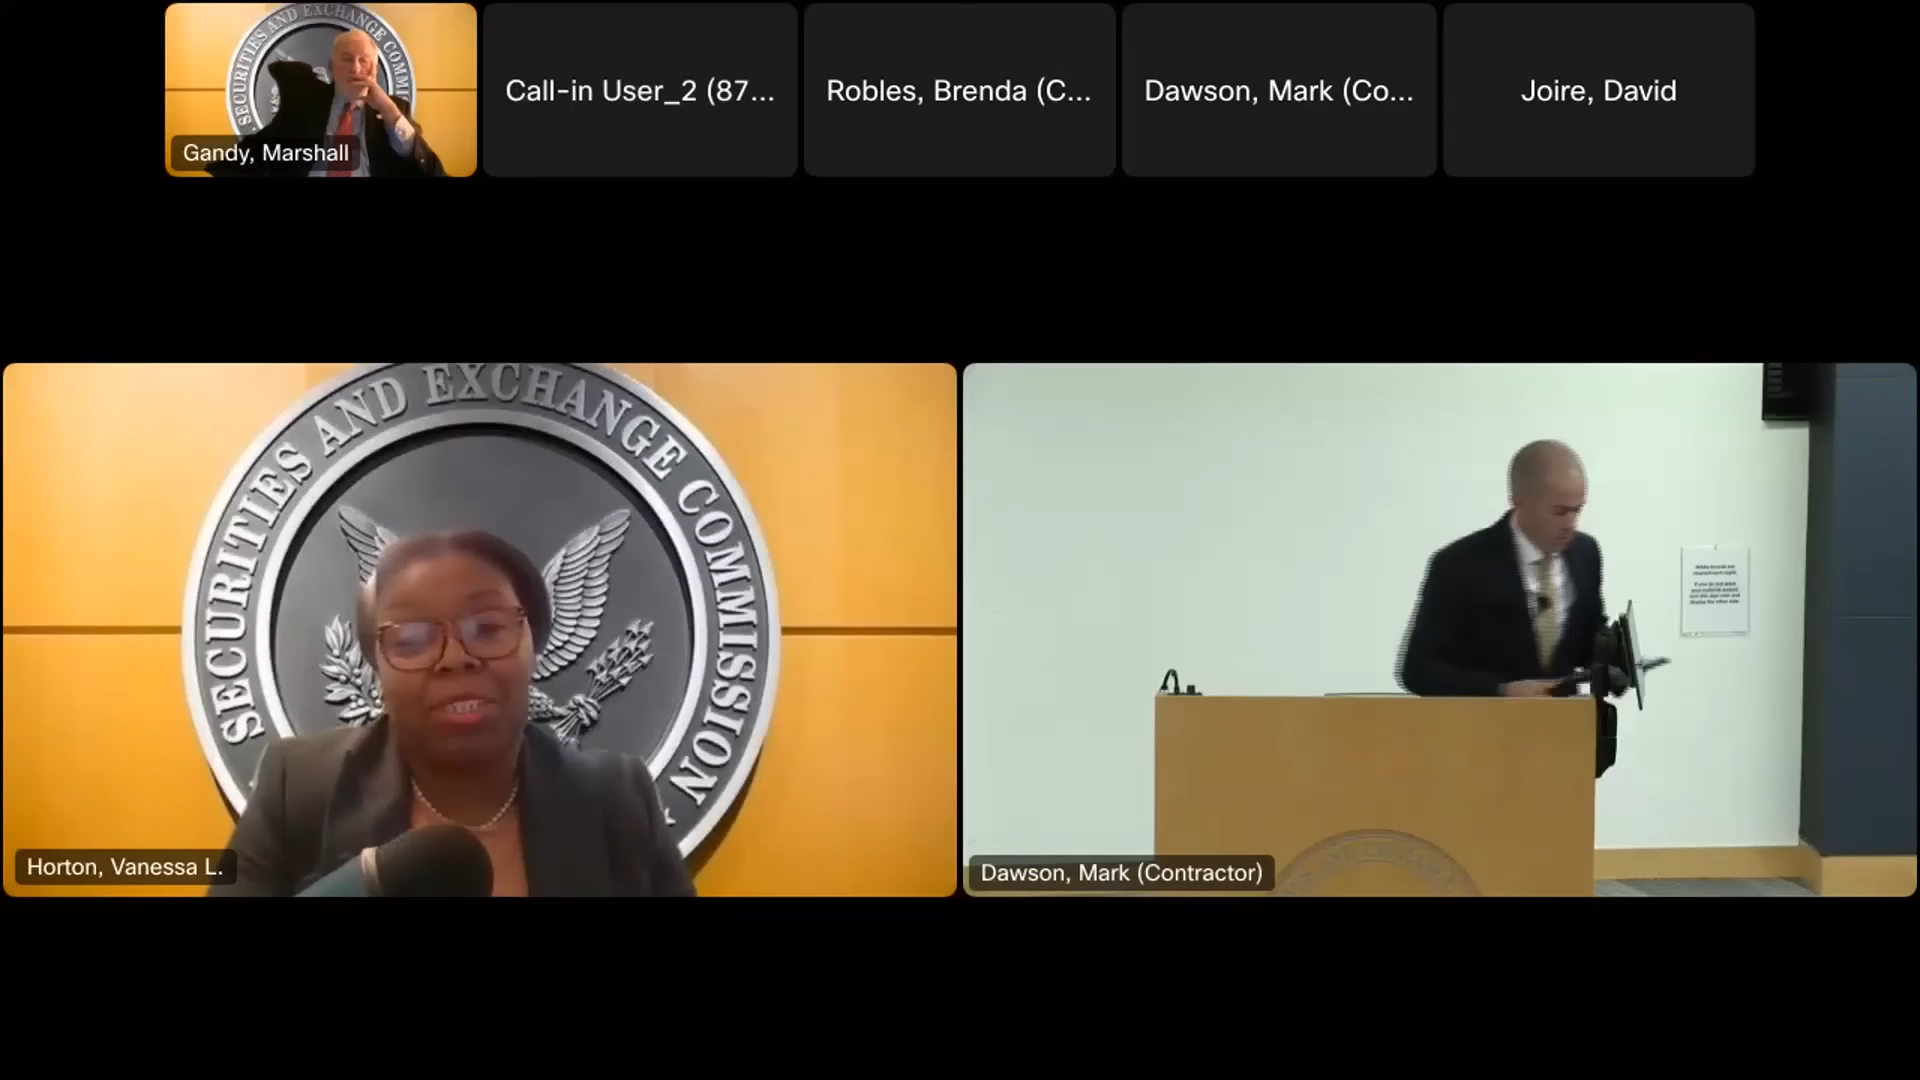 SECURITIES AND EXCHANGE COMMI
Gandy, Marshall
Call-in User_2 (87...
Robles, Brenda (C...
Dawson, Mark (Co...
Joire, David
SECURITIES AND EXCHANGE COMMISSION
Horton, Vanessa L.
Dawson, Mark (Contractor)